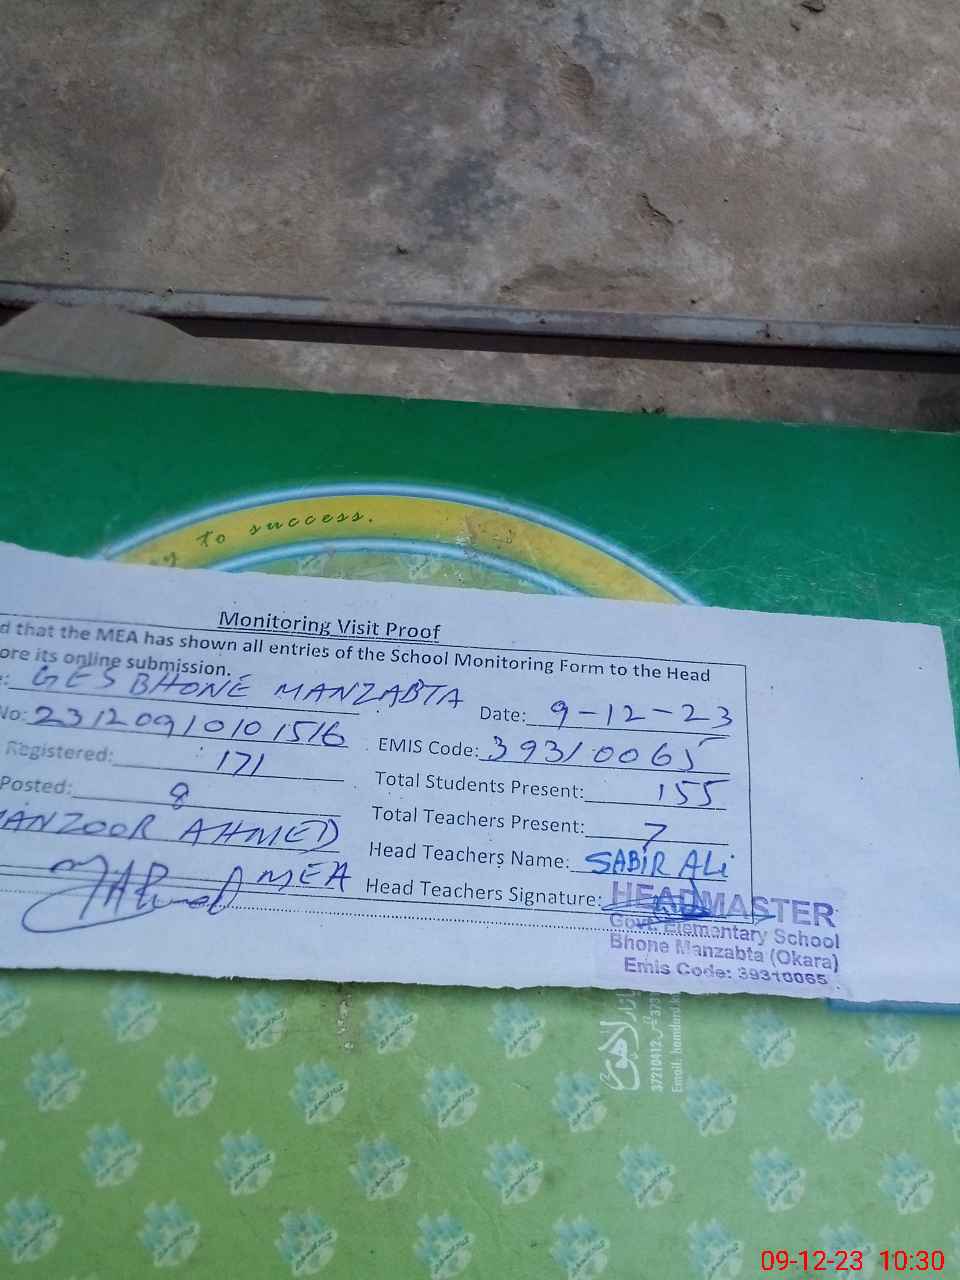 to success.
Monitoring Visit Proof
d that the MEA has shown all entries of the School Monitoring Form to the Head
ore its online submission.
e: GES BHONE MANZABTA Date: 9-12-23
No: 23120910101516 EMIS Code: 39310065
Registered: 171 Total Students Present: 155
Posted: 8 Total Teachers Present: 7
MANZOOR AHMED Head Teachers Name: SABIR ALi
MEA Head Teachers Signature:
HEADMASTER
Govt. Elementary School
Bhone Manzabta (Okara)
Emis Code: 39310065
09-12-23 10:30